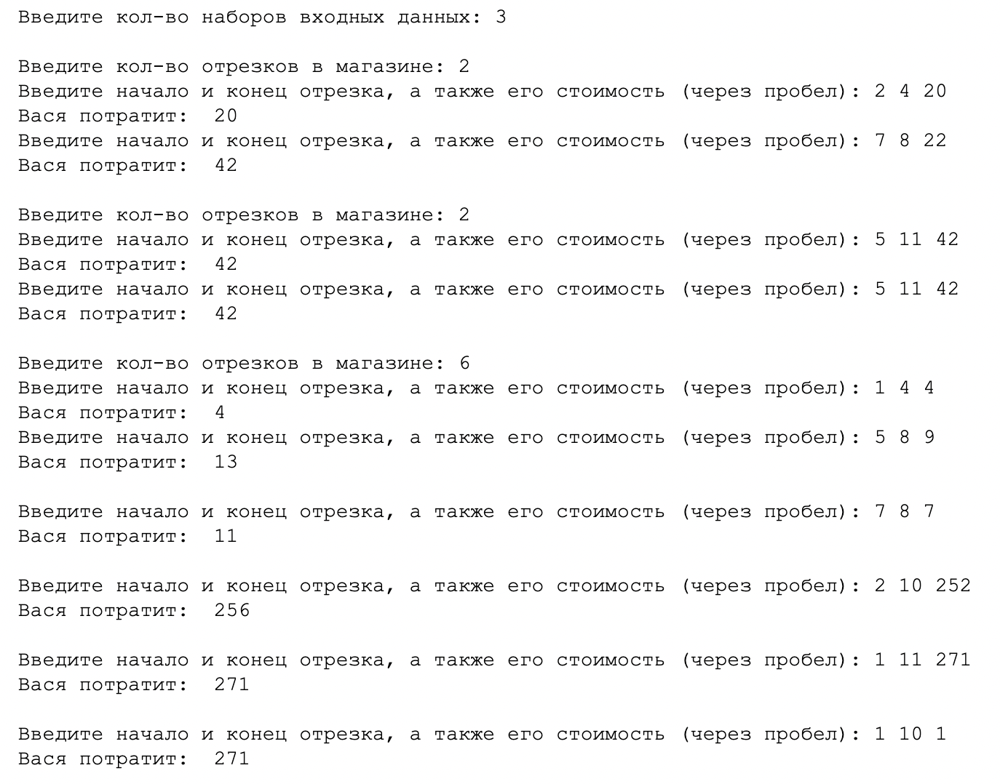 Введите кол-во наборов входных данных: 3
Введите кол-во отрезков в магазине: 2
Введите начало и конец отрезка, а также его стоимость (через пробел): 2 4 20
Вася потратит:  20
Введите начало и конец отрезка, а также его стоимость (через пробел): 7 8 22
Вася потратит:  42
Введите кол-во отрезков в магазине: 2
Введите начало и конец отрезка, а также его стоимость (через пробел): 5 11 42
Вася потратит:  42
Введите начало и конец отрезка, а также его стоимость (через пробел): 5 11 42
Вася потратит:  42
Введите кол-во отрезков в магазине: 6
Введите начало и конец отрезка, а также его стоимость (через пробел): 1 4 4
Вася потратит:  4
Введите начало и конец отрезка, а также его стоимость (через пробел): 5 8 9
Вася потратит:  13
Введите начало и конец отрезка, а также его стоимость (через пробел): 7 8 7
Вася потратит:  11
Введите начало и конец отрезка, а также его стоимость (через пробел): 2 10 252
Вася потратит:  256
Введите начало и конец отрезка, а также его стоимость (через пробел): 1 11 271
Вася потратит:  271
Введите начало и конец отрезка, а также его стоимость (через пробел): 1 10 1
Вася потратит:  271